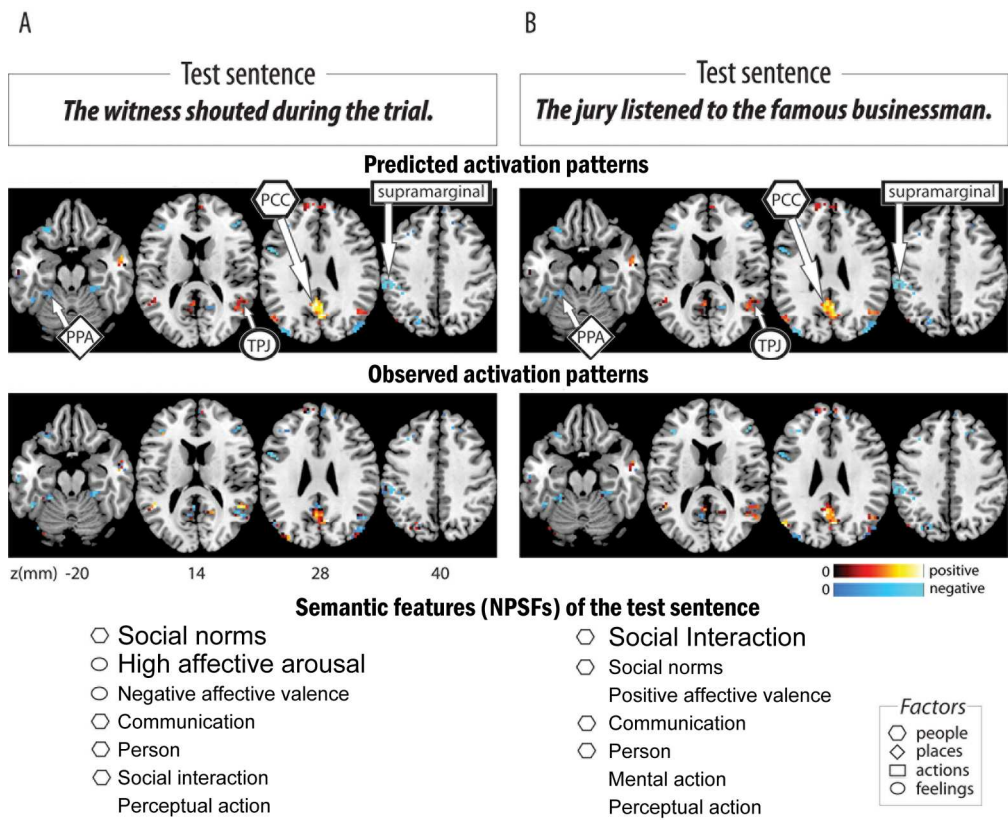 A
B
Test sentence
The witness shouted during the trial.
Test sentence
The jury listened to the famous businessman.
Predicted activation patterns
PCC
supramarginal
PPA
TPJ
PCC
supramarginal
PPA
TPJ
Observed activation patterns
z(mm) -20 14 28 40
0 positive
0 negative
Semantic features (NPSFs) of the test sentence
Social norms
High affective arousal
Negative affective valence
Communication
Person
Social interaction
Perceptual action
Social Interaction
Social norms
Positive affective valence
Communication
Person
Mental action
Perceptual action
Factors
people
places
actions
feelings